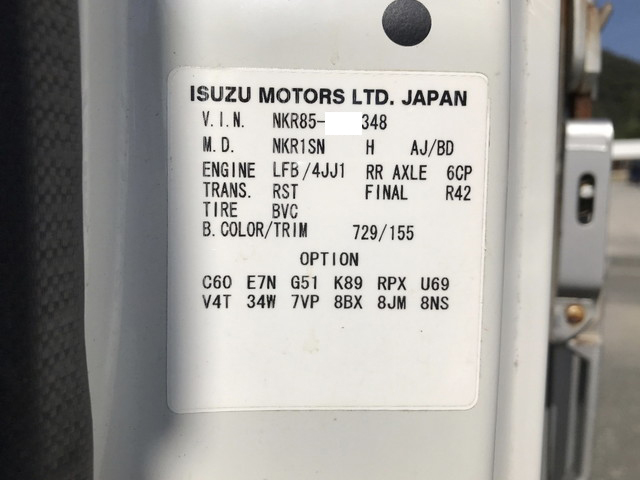 ISUZU MOTORS LTD. JAPAN
V.I.N. NKR85- 348
M.D. NKR1SN H AJ/BD
ENGINE LFB/4JJ1 RR AXLE 6CP
TRANS. RST FINAL R42
TIRE BVC
B.COLOR/TRIM 729/155
OPTION
C60 E7N G51 K89 RPX U69
V4T 34W 7VP 8BX 8JM 8NS